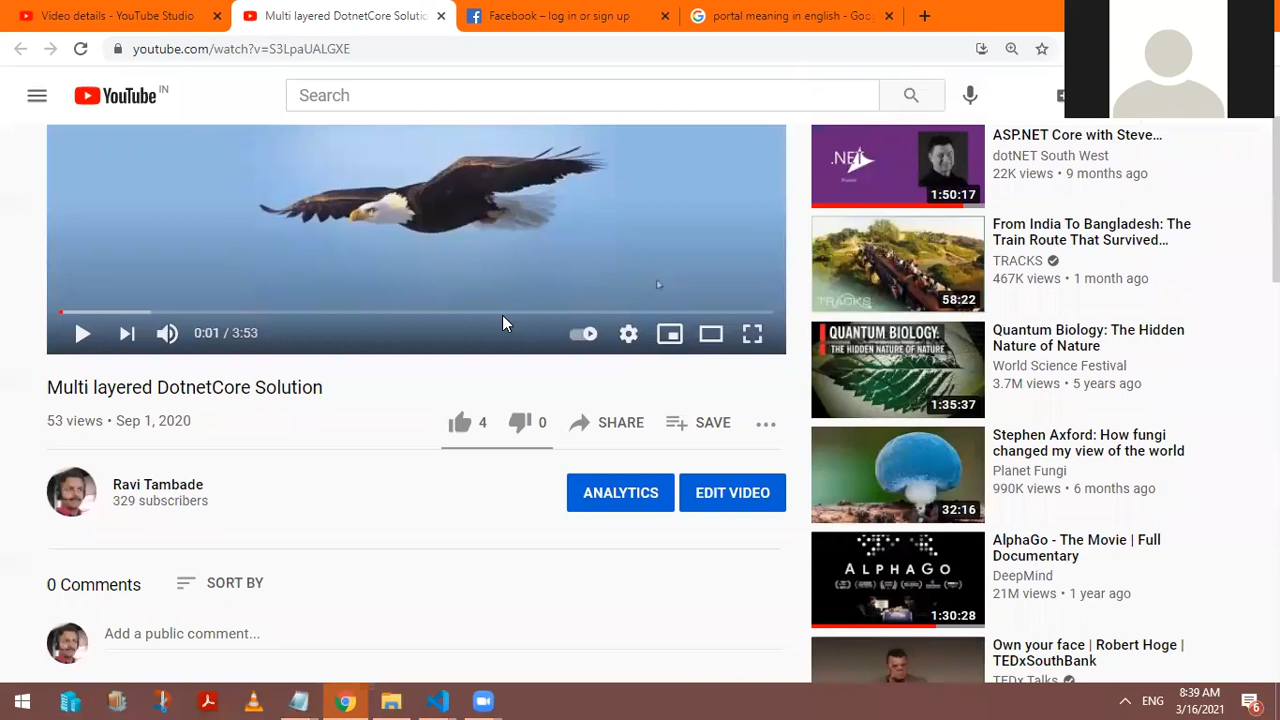 Video details - YouTube Studio
Multi layered DotnetCore Solutio
Facebook – log in or sign up
portal meaning in english - Goo
youtube.com/watch?v=S3LpaUALGXE
YouTube IN
Search
0:01 / 3:53
Multi layered DotnetCore Solution
53 views • Sep 1, 2020
4
0
SHARE
SAVE
Ravi Tambade
329 subscribers
ANALYTICS
EDIT VIDEO
0 Comments
SORT BY
Add a public comment...
.NET
1:50:17
ASP.NET Core with Steve...
dotNET South West
22K views • 9 months ago
TRACKS
58:22
From India To Bangladesh: The
Train Route That Survived...
TRACKS
467K views • 1 month ago
QUANTUM BIOLOGY:
THE HIDDEN NATURE OF NATURE
1:35:37
Quantum Biology: The Hidden
Nature of Nature
World Science Festival
3.7M views • 5 years ago
32:16
Stephen Axford: How fungi
changed my view of the world
Planet Fungi
990K views • 6 months ago
ALPHAGO
1:30:28
AlphaGo - The Movie | Full
Documentary
DeepMind
21M views • 1 year ago
Own your face | Robert Hoge |
TEDxSouthBank
TEDx Talks
ENG
8:39 AM
3/16/2021
6